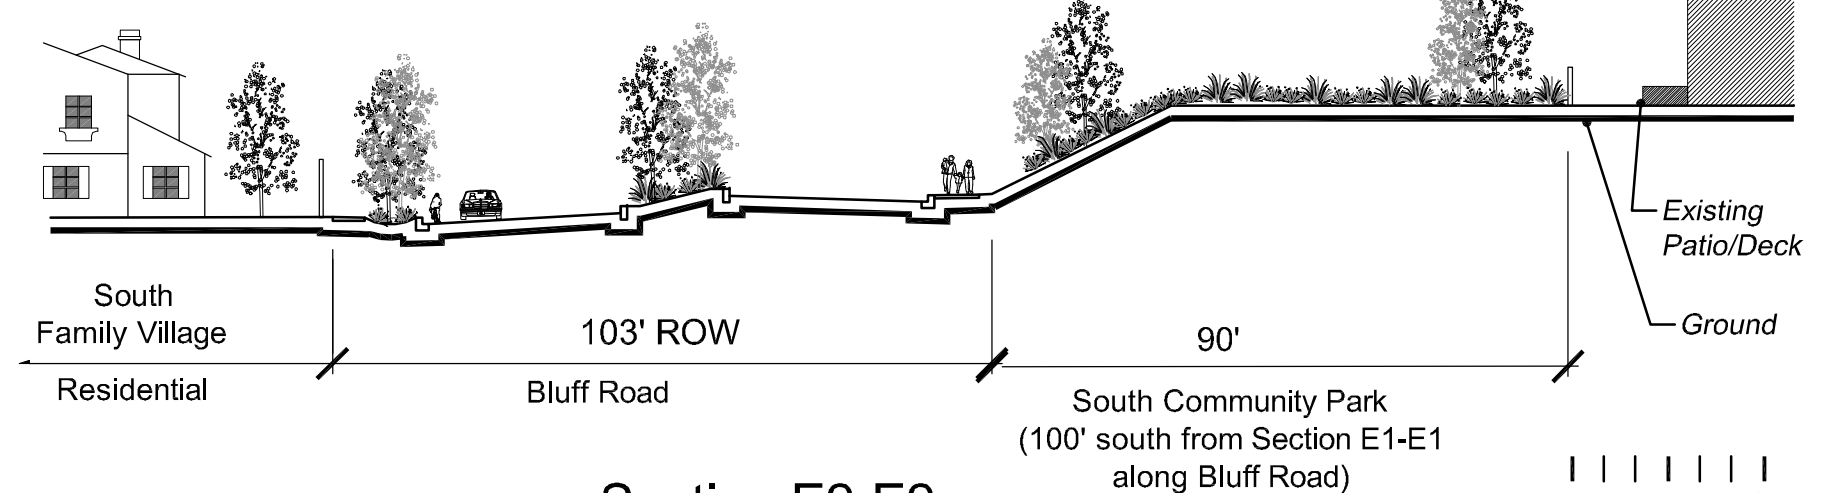 Existing
Patio/Deck
Ground
South
Family Village
Residential
103' ROW
Bluff Road
90'
South Community Park
(100' south from Section E1-E1
along Bluff Road)